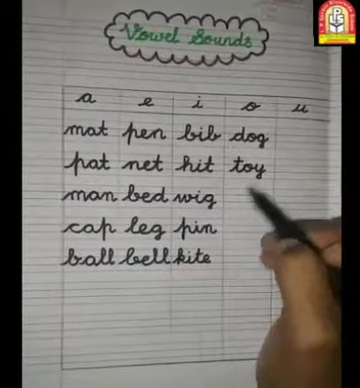 Vowel Sounds
a e i o u
mat pen bib dog
pat net hit toy
man bed wig
cap leg pin
ball bell kite